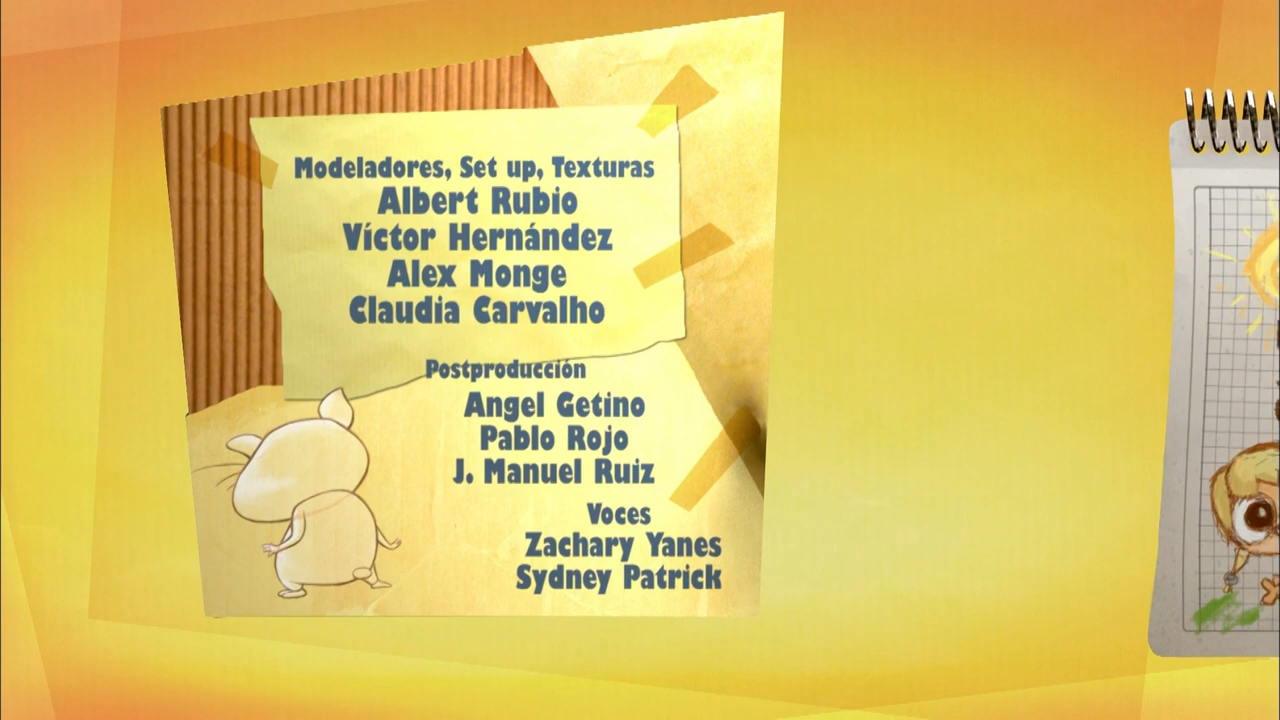 Modeladores, Set up, Texturas
Albert Rubio
Víctor Hernández
Alex Monge
Claudia Carvalho
Postproducción
Angel Getino
Pablo Rojo
J. Manuel Ruiz
Voces
Zachary Yanes
Sydney Patrick